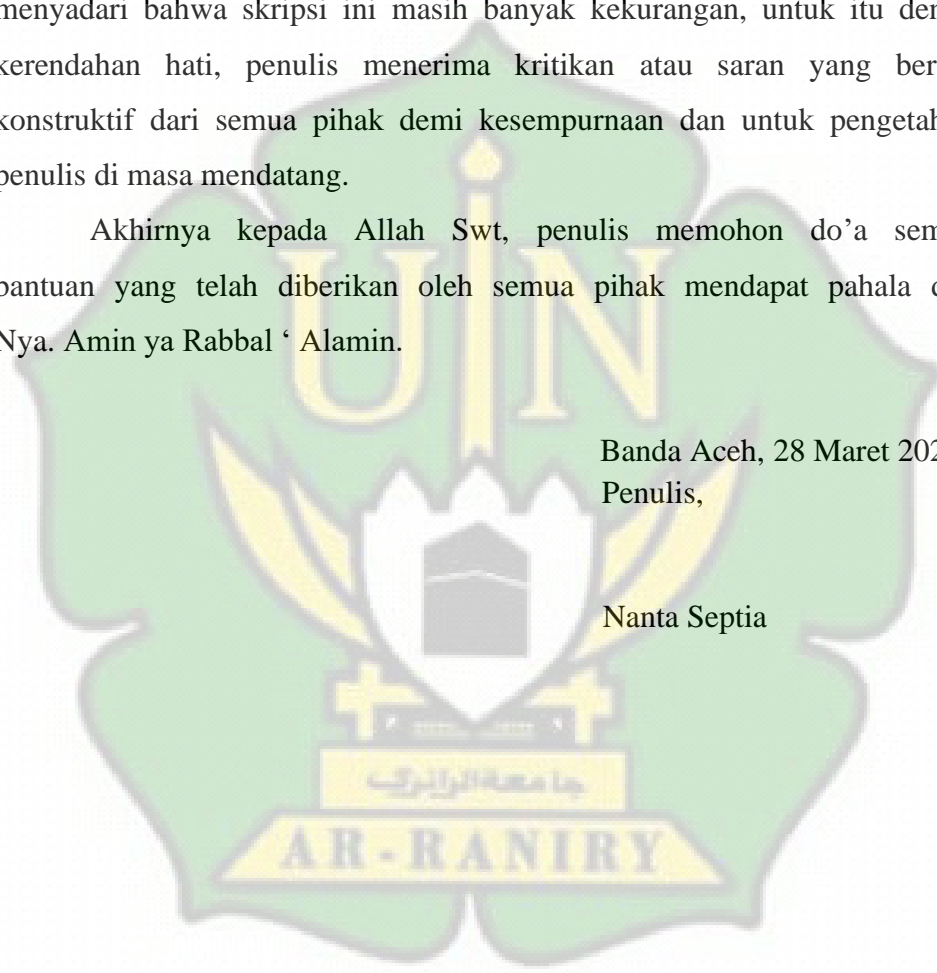 menyadari bahwa skripsi ini masih banyak kekurangan, untuk itu den
kerendahan hati, penulis menerima kritikan atau saran yang ber
konstruktif dari semua pihak demi kesempurnaan dan untuk pengetah
penulis di masa mendatang.
Akhirnya kepada Allah Swt, penulis memohon do’a sem
bantuan yang telah diberikan oleh semua pihak mendapat pahala d
Nya. Amin ya Rabbal ‘ Alamin.
UIN
Banda Aceh, 28 Maret 202
Penulis,
Nanta Septia
جامعة الرانري
AR-RANIRY